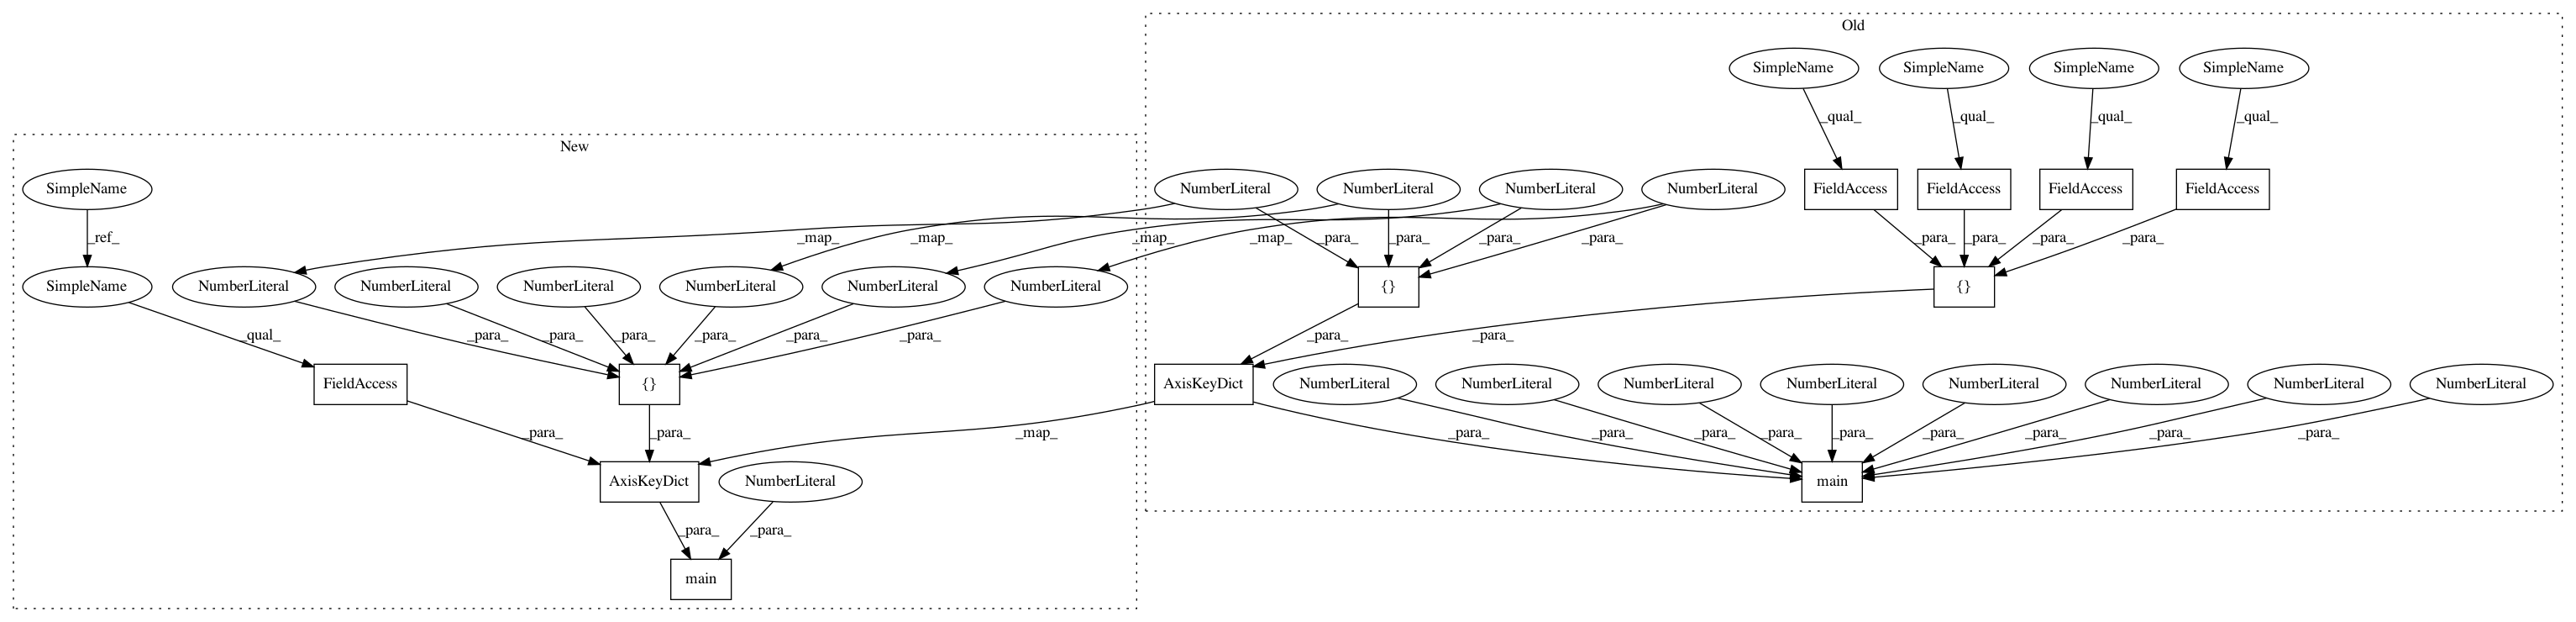 Old
SimpleName SimpleName SimpleName SimpleName
_qual_ _qual_ _qual_ _qual_
New
SimpleName NumberLiteral NumberLiteral NumberLiteral NumberLiteral FieldAccess FieldAccess FieldAccess FieldAccess
_ref_ _map_ _map_ _map_ _map_ _para_ _para_ _para_ _para_ _para_ _para_ _para_ _para_
SimpleName NumberLiteral NumberLiteral NumberLiteral NumberLiteral NumberLiteral NumberLiteral {} {}
_qual_ _para_ _para_ _para_ _para_ _para_ _para_ _para_ _para_
FieldAccess {} AxisKeyDict NumberLiteral NumberLiteral NumberLiteral NumberLiteral NumberLiteral NumberLiteral NumberLiteral NumberLiteral
_para_ _para_ _map_ _para_ _para_ _para_ _para_ _para_ _para_ _para_ _para_ _para_
AxisKeyDict NumberLiteral main
_para_ _para_
main